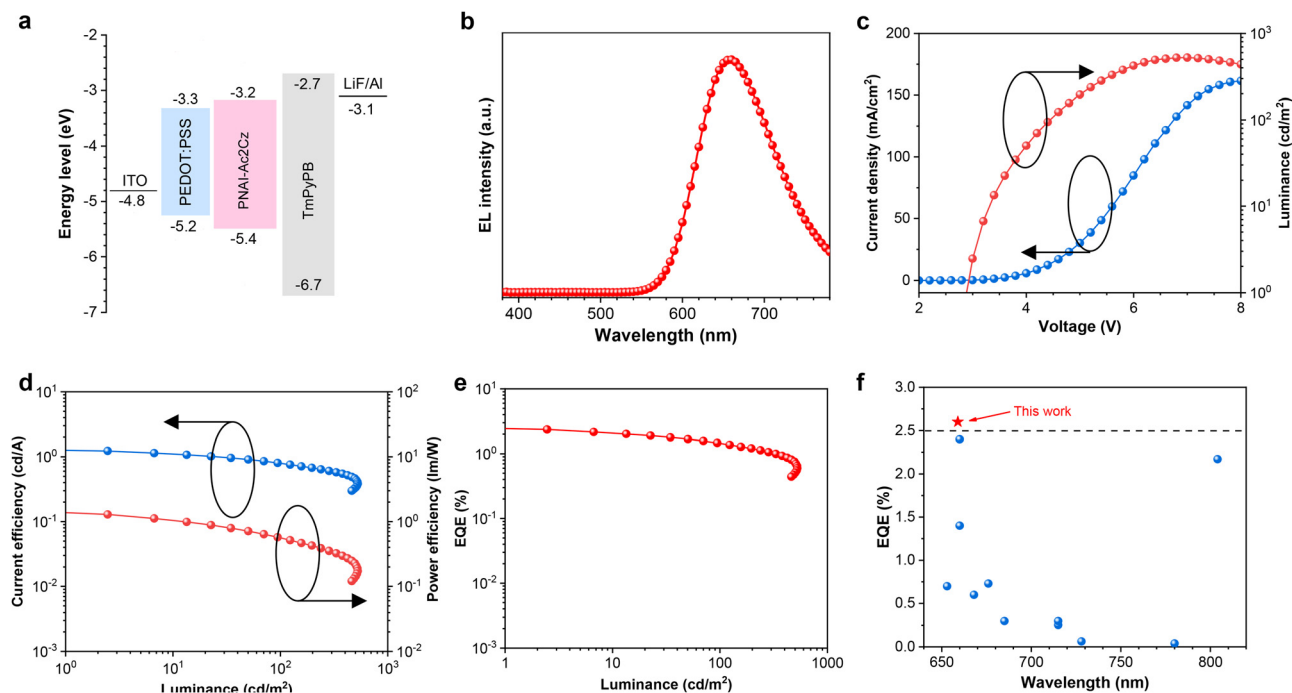 a
-2
-3
-4
-5
-6
-7
Energy level (eV)
ITO
-4.8
-3.3
PEDOT:PSS
-5.2
-3.2
PNAI-Ac2Cz
-5.4
-2.7
TmPyPB
-6.7
LiF/Al
-3.1
b
EL intensity (a.u.)
400
500
600
700
Wavelength (nm)
c
200
150
100
50
0
Current density (mA/cm²)
10³
10²
10¹
10⁰
Luminance (cd/m²)
2
4
6
8
Voltage (V)
d
10¹
10⁰
10⁻¹
10⁻²
10⁻³
Current efficiency (cd/A)
10²
10¹
10⁰
10⁻¹
10⁻²
Power efficiency (lm/W)
10⁰
10¹
10²
10³
Luminance (cd/m²)
e
10¹
10⁰
10⁻¹
10⁻²
10⁻³
EQE (%)
1
10
100
1000
Luminance (cd/m²)
f
3.0
2.5
2.0
1.5
1.0
0.5
0.0
EQE (%)
This work
650
700
750
800
Wavelength (nm)